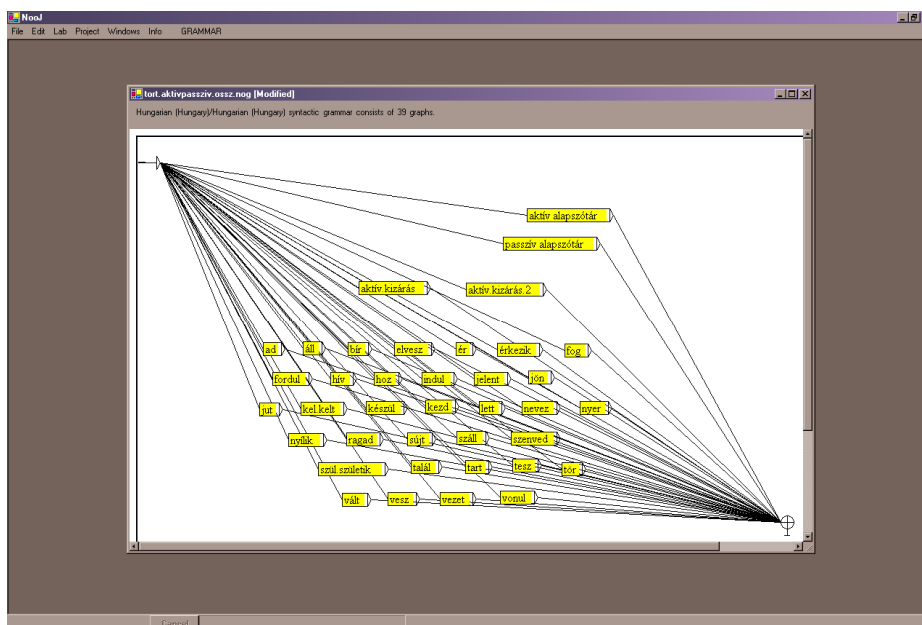 NooJ
File Edit Lab Project Windows Info GRAMMAR
tort.aktivpassziv.ossz.nog [Modified]
Hungarian (Hungary)/Hungarian (Hungary) syntactic grammar consists of 39 graphs.
aktív alapszótár
passzív alapszótár
aktív.kizárás aktív.kizárás.2
ad áll bír elvesz ér érkezik fog
fordul hív hoz indul jelent jön
jut kel.kelt készül kezd lett nevez nyer
nyílik ragad sújt száll szenved
szül.születik talál tart tesz tör
vált vesz vezet vonul
Cancel